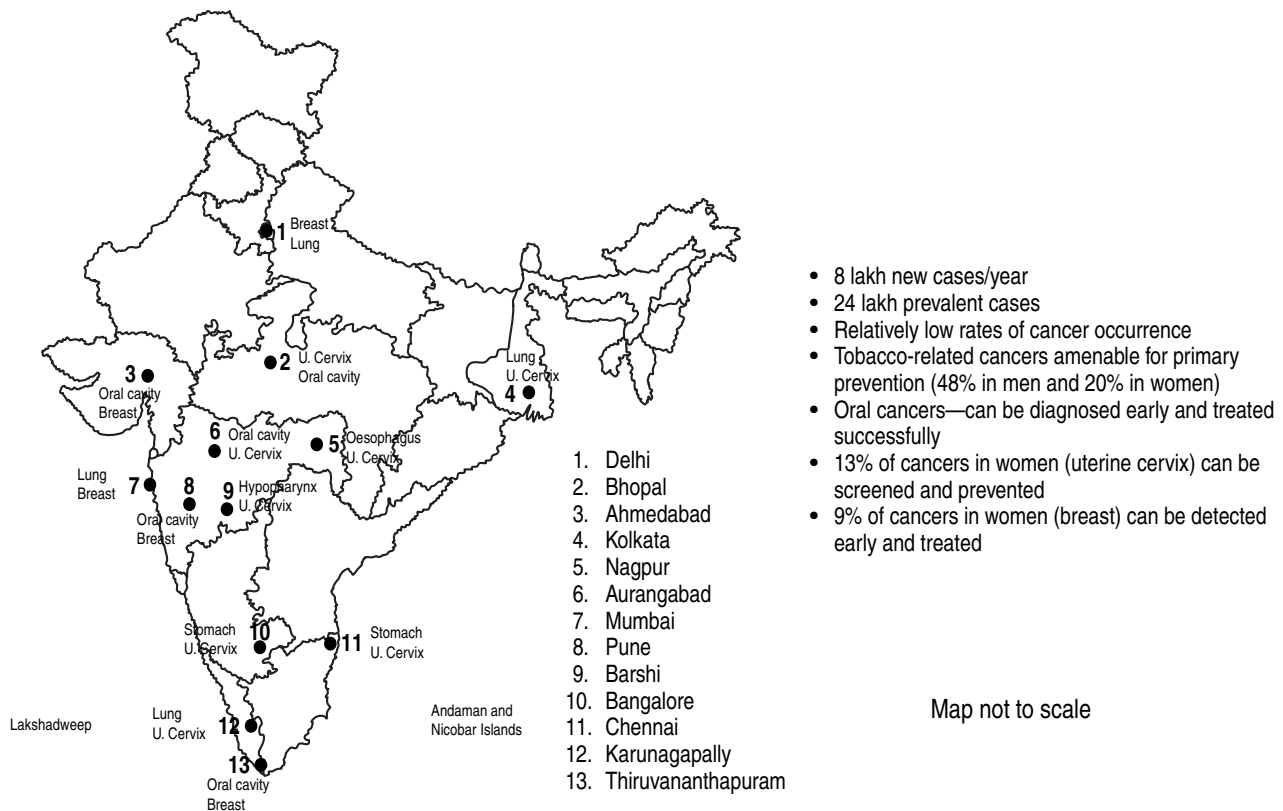 1 Breast
Lung
2 U. Cervix
Oral cavity
3
Oral cavity
Breast
Lung
U. Cervix
4
6 Oral cavity
U. Cervix
5 Oesophagus
U. Cervix
Lung
Breast
7
8
Oral cavity
Breast
9 Hypopharynx
U. Cervix
Stomach
U. Cervix
10
11 Stomach
U. Cervix
Lakshadweep
Lung
U. Cervix
12
Andaman and
Nicobar Islands
13
Oral cavity
Breast
1. Delhi
2. Bhopal
3. Ahmedabad
4. Kolkata
5. Nagpur
6. Aurangabad
7. Mumbai
8. Pune
9. Barshi
10. Bangalore
11. Chennai
12. Karunagapally
13. Thiruvananthapuram
• 8 lakh new cases/year
• 24 lakh prevalent cases
• Relatively low rates of cancer occurrence
• Tobacco-related cancers amenable for primary
prevention (48% in men and 20% in women)
• Oral cancers—can be diagnosed early and treated
successfully
• 13% of cancers in women (uterine cervix) can be
screened and prevented
• 9% of cancers in women (breast) can be detected
early and treated
Map not to scale